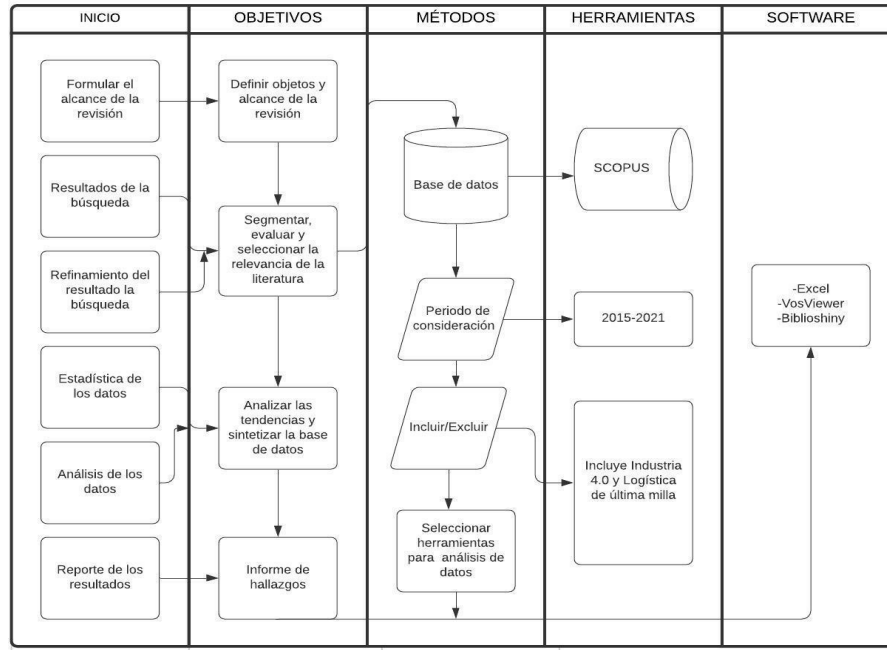 INICIO
OBJETIVOS
MÉTODOS
HERRAMIENTAS
SOFTWARE
Formular el
alcance de la
revisión
Resultados de la
búsqueda
Refinamiento del
resultado la
búsqueda
Estadística de
los datos
Análisis de los
datos
Reporte de los
resultados
Definir objetos y
alcance de la
revisión
Segmentar,
evaluar y
seleccionar la
relevancia de la
literatura
Analizar las
tendencias y
sintetizar la base
de datos
Informe de
hallazgos
Base de datos
Periodo de
consideración
Incluir/Excluir
Seleccionar
herramientas
para análisis de
datos
SCOPUS
2015-2021
Incluye Industria
4.0 y Logística
de última milla
-Excel
-VosViewer
-Biblioshiny